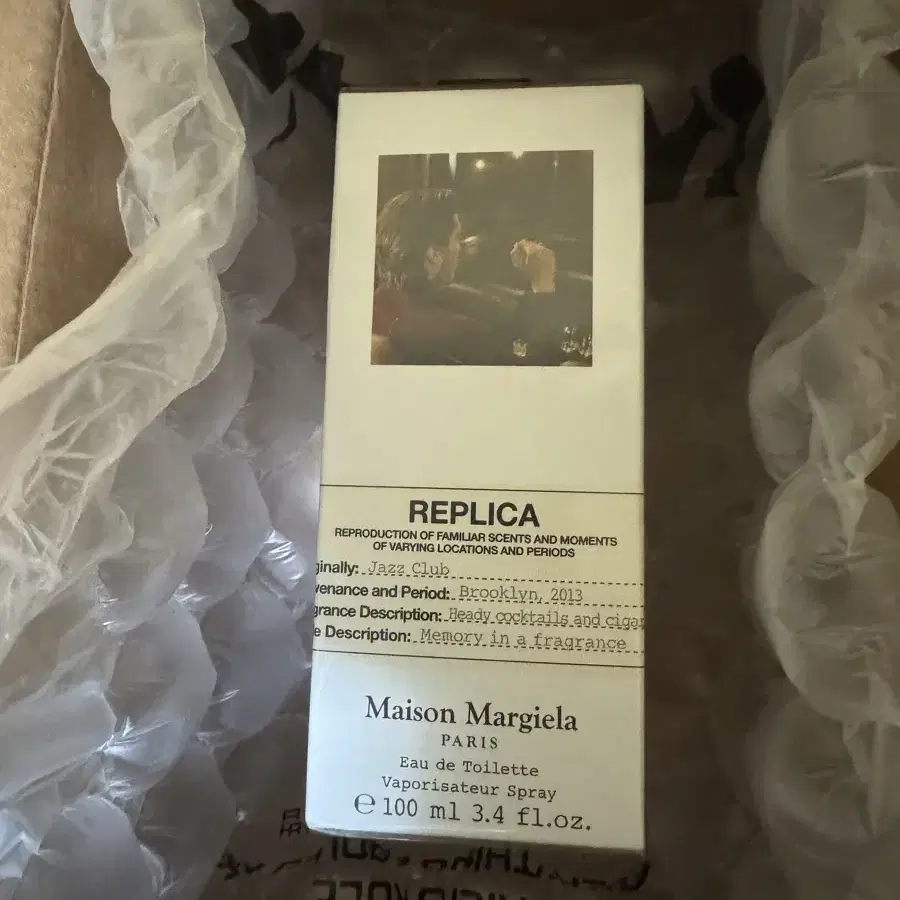 REPLICA
REPRODUCTION OF FAMILIAR SCENTS AND MOMENTS
OF VARYING LOCATIONS AND PERIODS
ginally: Jazz Club
venance and Period: Brooklyn, 2013
grance Description: Heady cocktails and cigar
e Description: Memory in a fragrance
Maison Margiela
PARIS
Eau de Toilette
Vaporisateur Spray
℮ 100 ml 3.4 fl.oz.